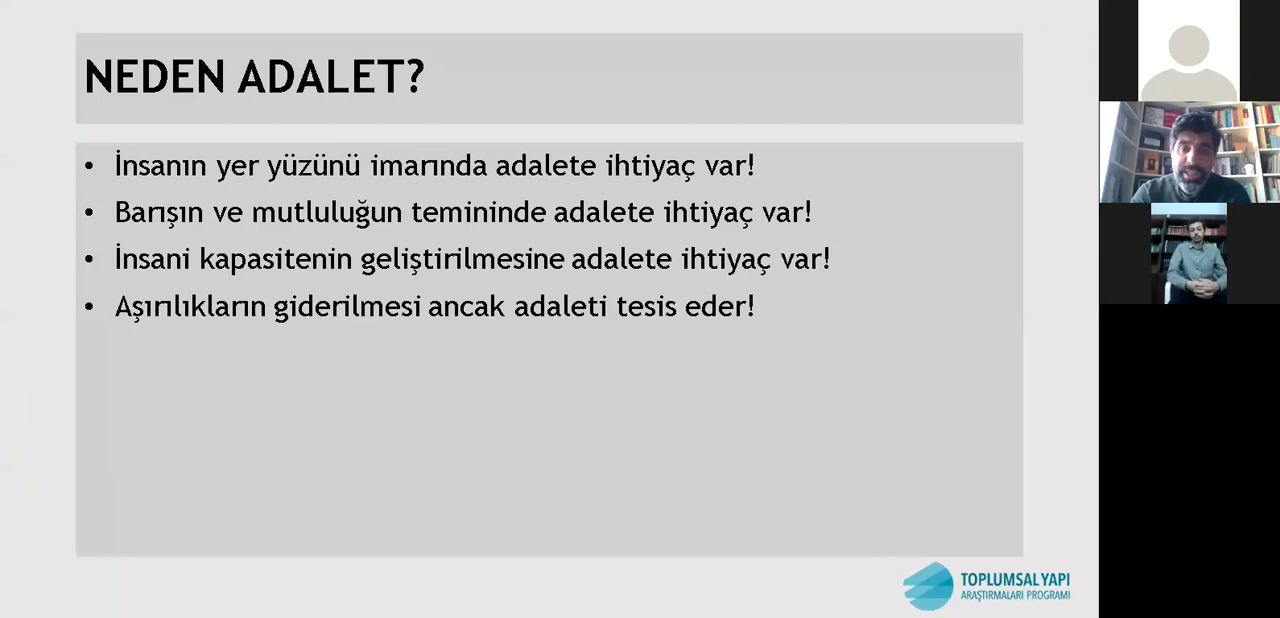 NEDEN ADALET?
• İnsanın yer yüzünü imarında adalete ihtiyaç var!
• Barışın ve mutluluğun temininde adalete ihtiyaç var!
• İnsani kapasitenin geliştirilmesine adalete ihtiyaç var!
• Aşırılıkların giderilmesi ancak adaleti tesis eder!
TOPLUMSAL YAPI
ARAŞTIRMALARI PROGRAMI